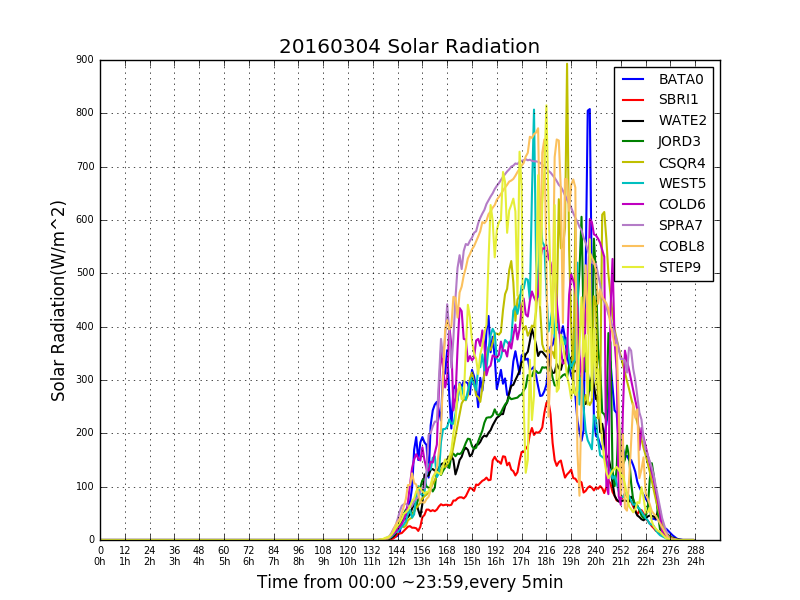 20160304 Solar Radiation
900
800
700
600
500
400
300
200
100
0
Solar Radiation(W/m^2)
BATA0
SBRI1
WATE2
JORD3
CSQR4
WEST5
COLD6
SPRA7
COBL8
STEP9
0 12 24 36 48 60 72 84 96 108 120 132 144 156 168 180 192 204 216 228 240 252 264 276 288
0h 1h 2h 3h 4h 5h 6h 7h 8h 9h 10h 11h 12h 13h 14h 15h 16h 17h 18h 19h 20h 21h 22h 23h 24h
Time from 00:00 ~23:59,every 5min